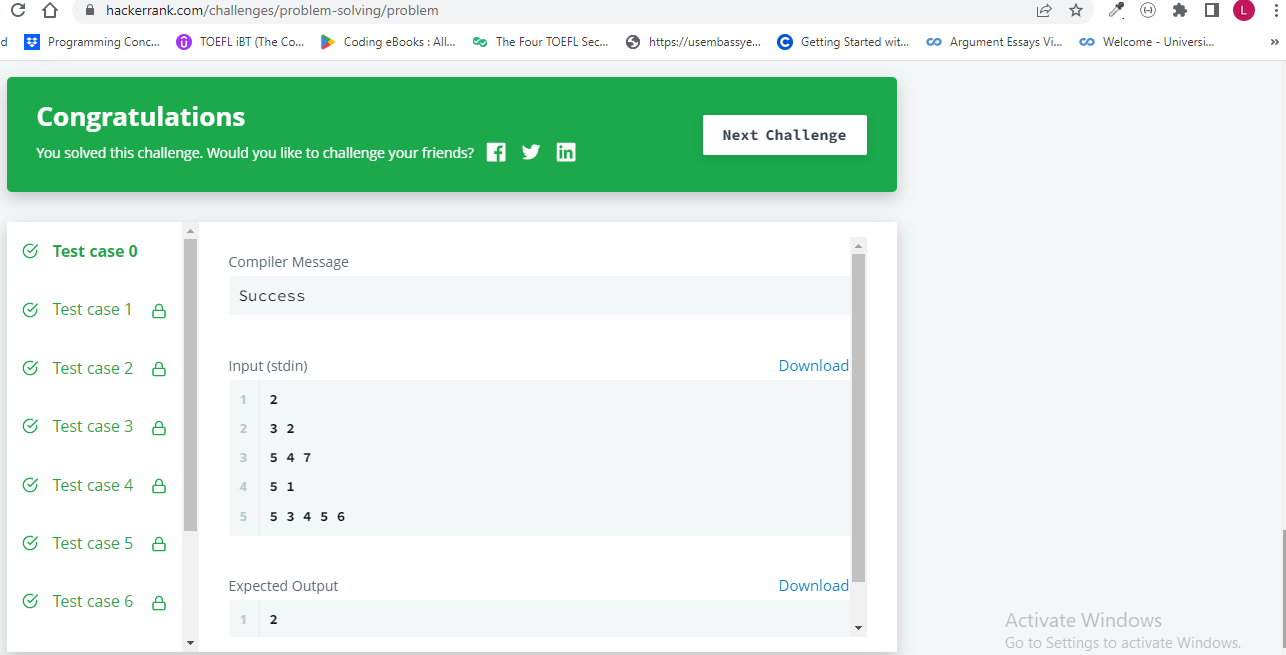 hackerrank.com/challenges/problem-solving/problem
L
d Programming Conc... TOEFL iBT (The Co... Coding eBooks : All... The Four TOEFL Sec... https://usembassye... Getting Started wit... Argument Essays Vi... Welcome - Universi... »
Congratulations
You solved this challenge. Would you like to challenge your friends?
Next Challenge
Test case 0
Test case 1
Test case 2
Test case 3
Test case 4
Test case 5
Test case 6
Compiler Message
Success
Input (stdin) Download
1 2
2 3 2
3 5 4 7
4 5 1
5 5 3 4 5 6
Expected Output Download
1 2
Activate Windows
Go to Settings to activate Windows.